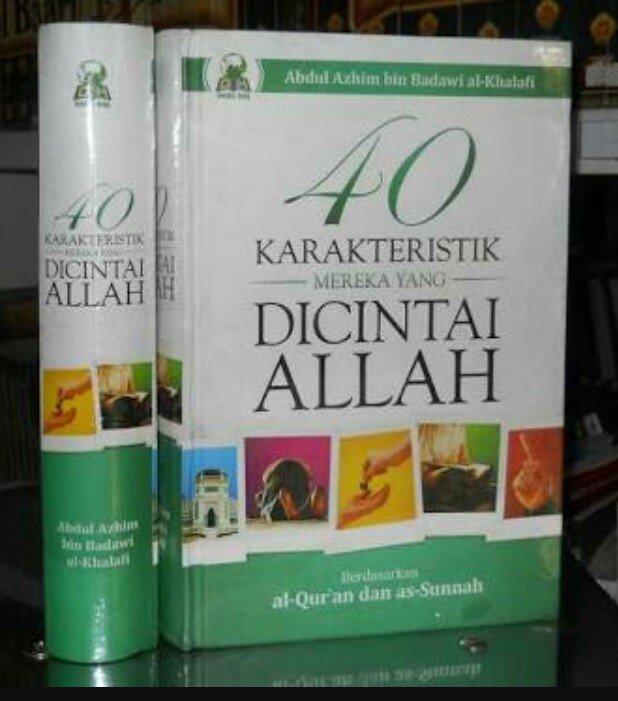 40
KARAKTERISTIK
MEREKA YANG
DICINTAI
ALLAH
Abdul Azhim
bin Badawi
al-Khalafi
Abdul Azhim bin Badawi al-Khalafi
40
KARAKTERISTIK
MEREKA YANG
DICINTAI
ALLAH
Berdasarkan
al-Qur'an dan as-Sunnah